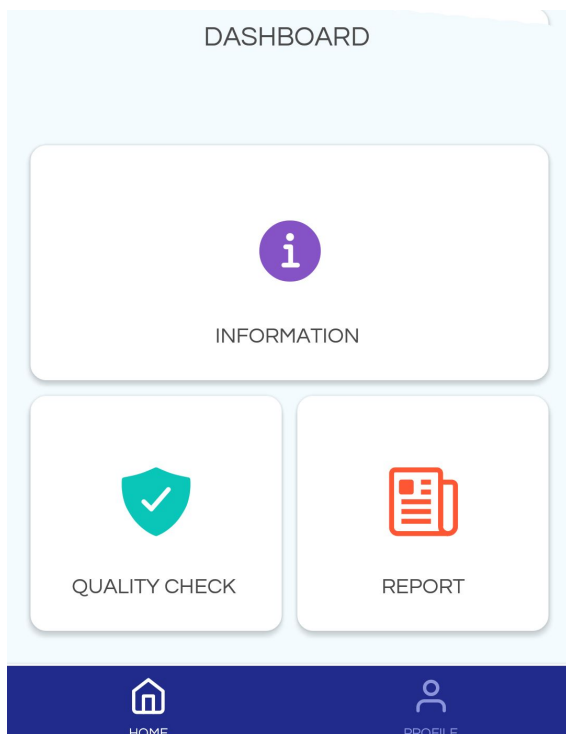 DASHBOARD
INFORMATION
QUALITY CHECK
REPORT
HOME
PROFILE